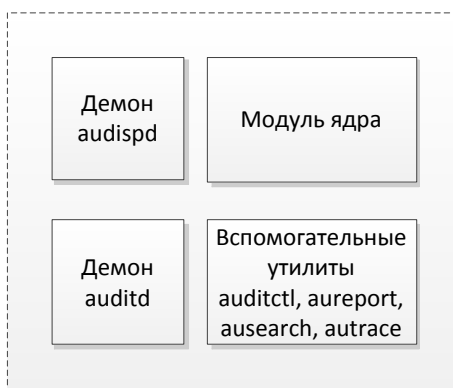 Демон
audispd
Модуль ядра
Демон
auditd
Вспомогательные
утилиты
auditctl, aureport,
ausearch, autrace